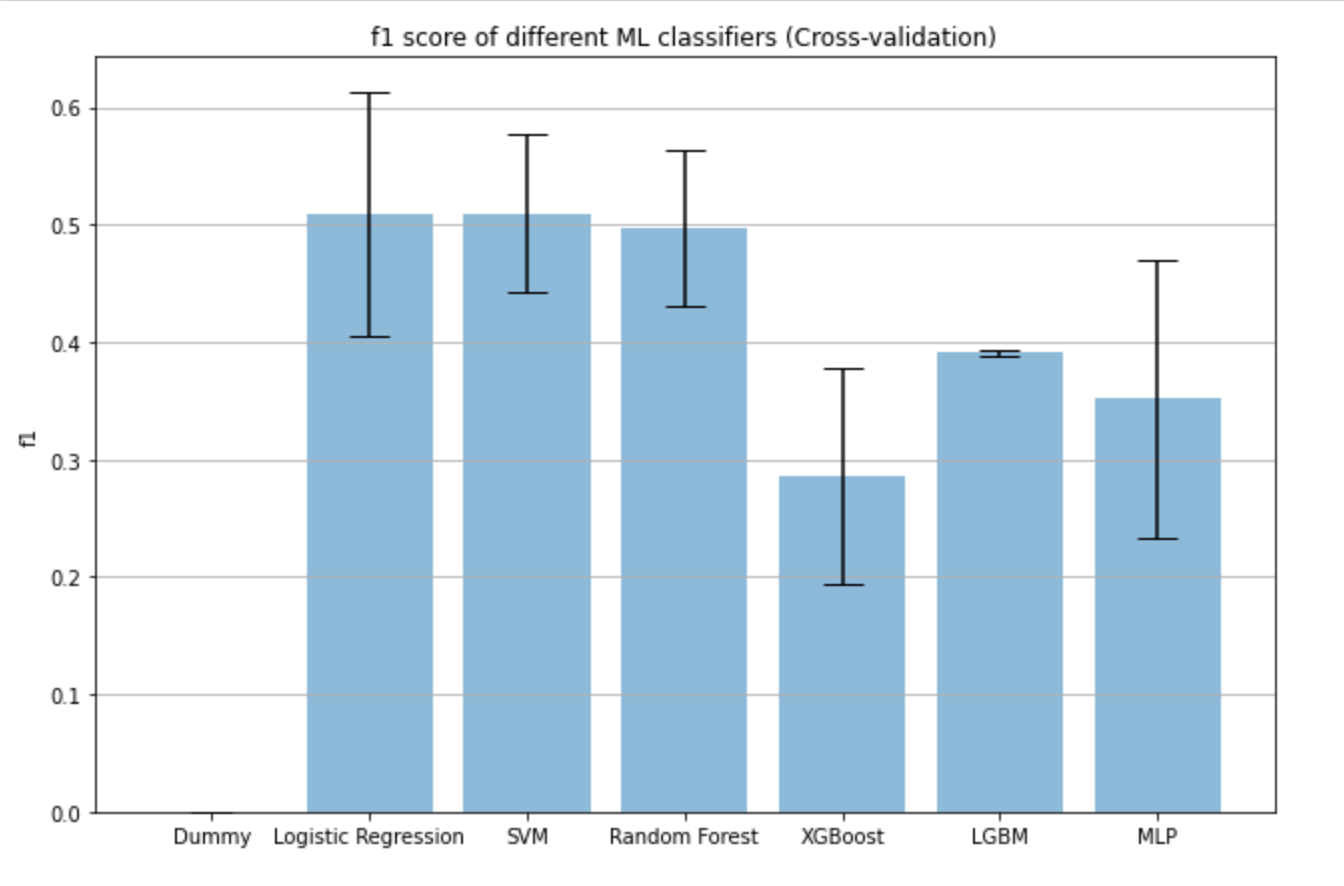 f1 score of different ML classifiers (Cross-validation)
0.6
0.5
0.4
0.3
0.2
0.1
0.0
f1
Dummy Logistic Regression SVM Random Forest XGBoost LGBM MLP